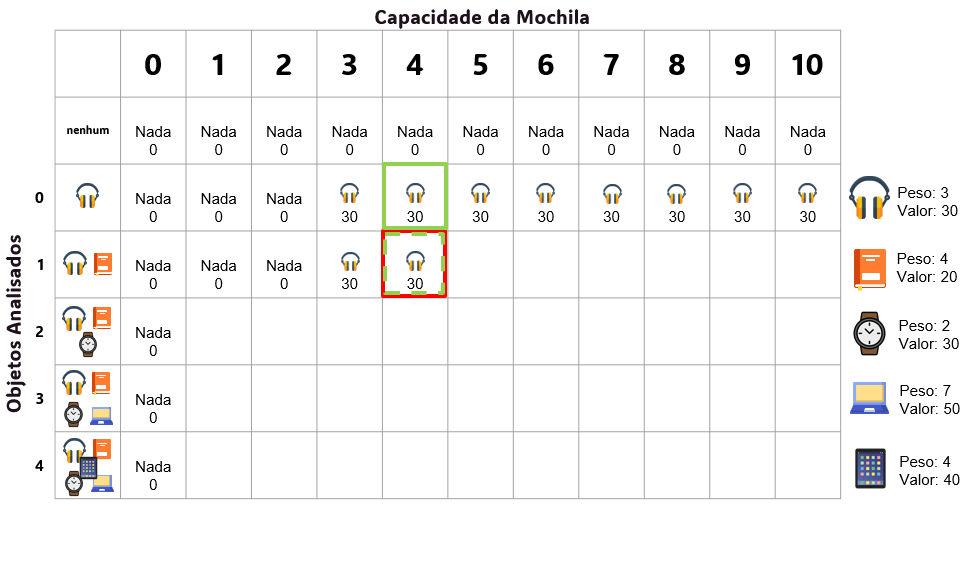 Capacidade da Mochila
0 1 2 3 4 5 6 7 8 9 10
nenhum
Nada Nada Nada Nada Nada Nada Nada Nada Nada Nada Nada
0 0 0 0 0 0 0 0 0 0 0
Objetos Analisados
0
Nada Nada Nada
0 0 0 30 30 30 30 30 30 30 30
Peso: 3
Valor: 30
1
Nada Nada Nada
0 0 0 30 30
Peso: 4
Valor: 20
2
Nada
0
Peso: 2
Valor: 30
3
Nada
0
Peso: 7
Valor: 50
4
Nada
0
Peso: 4
Valor: 40